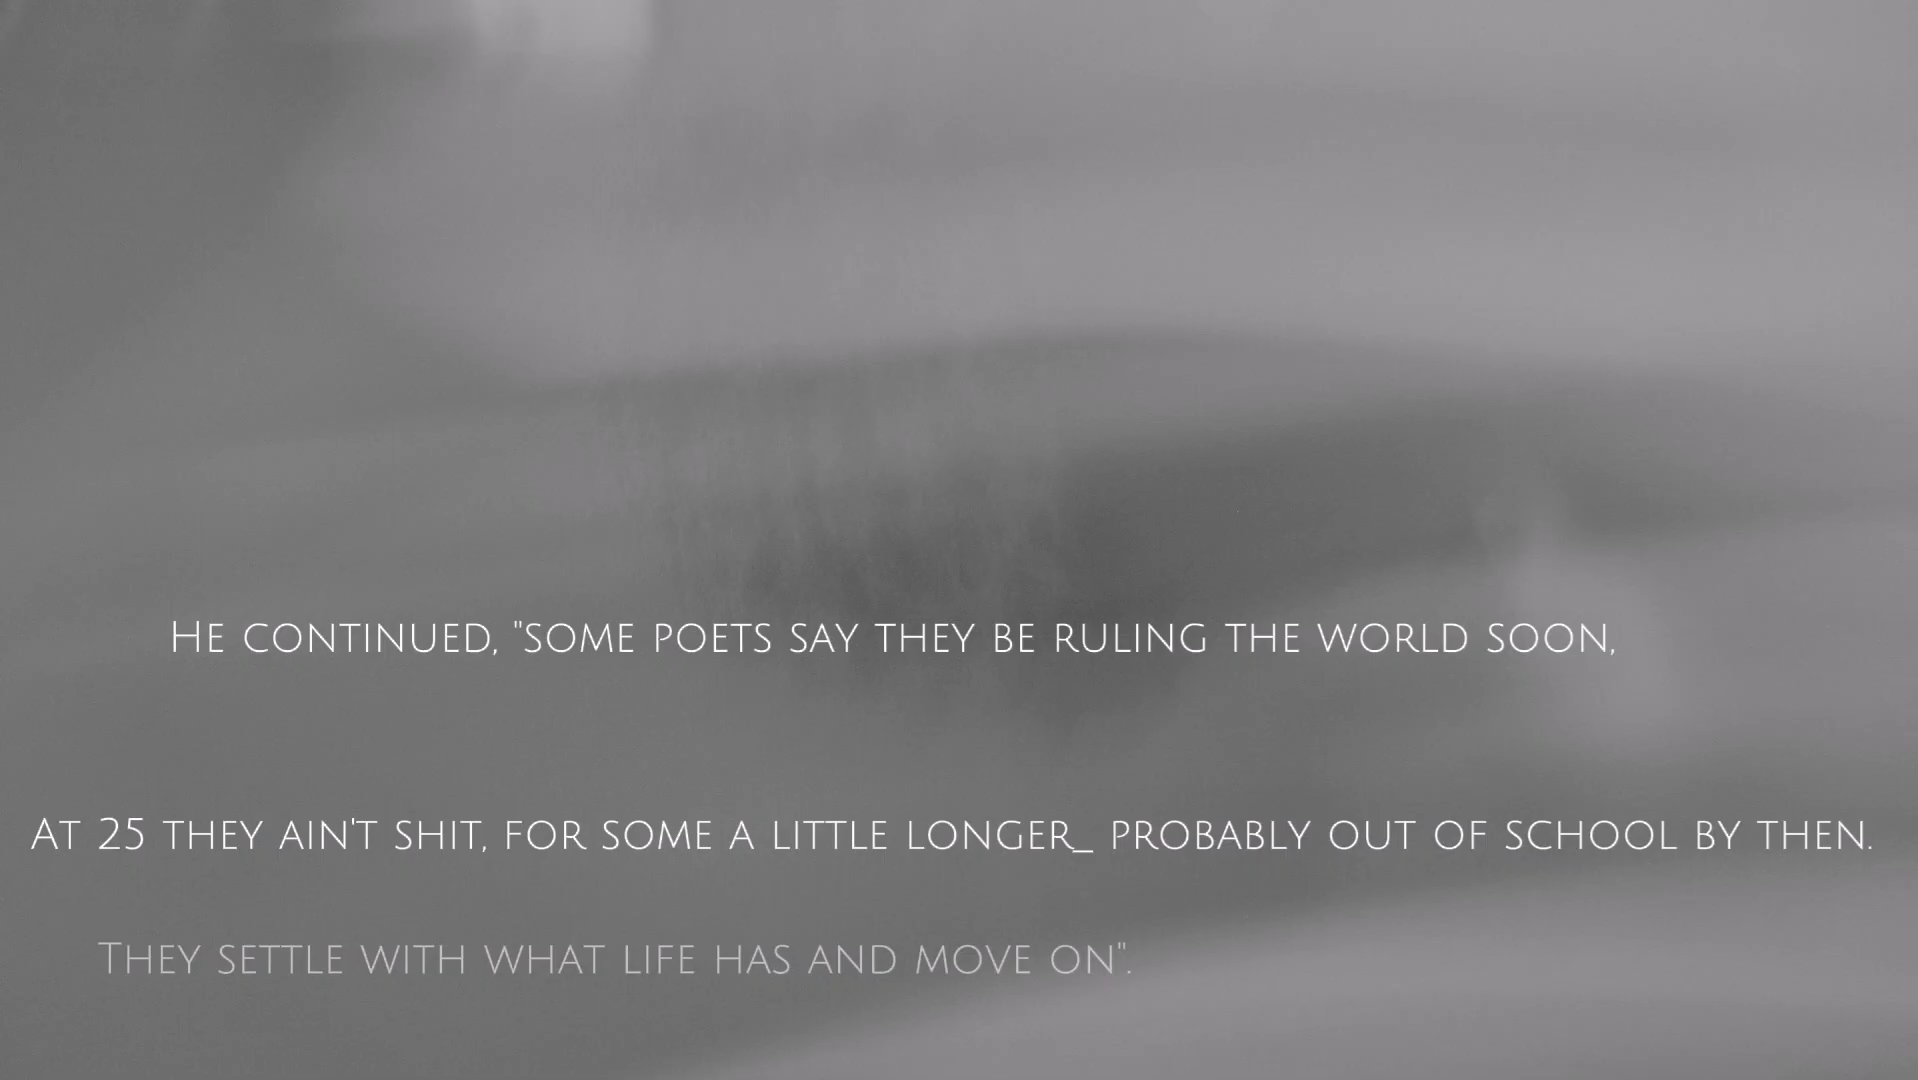 He continued, "some poets say they be ruling the world soon,
At 25 they ain't shit, for some a little longer_ probably out of school by then.
They settle with what life has and move on".